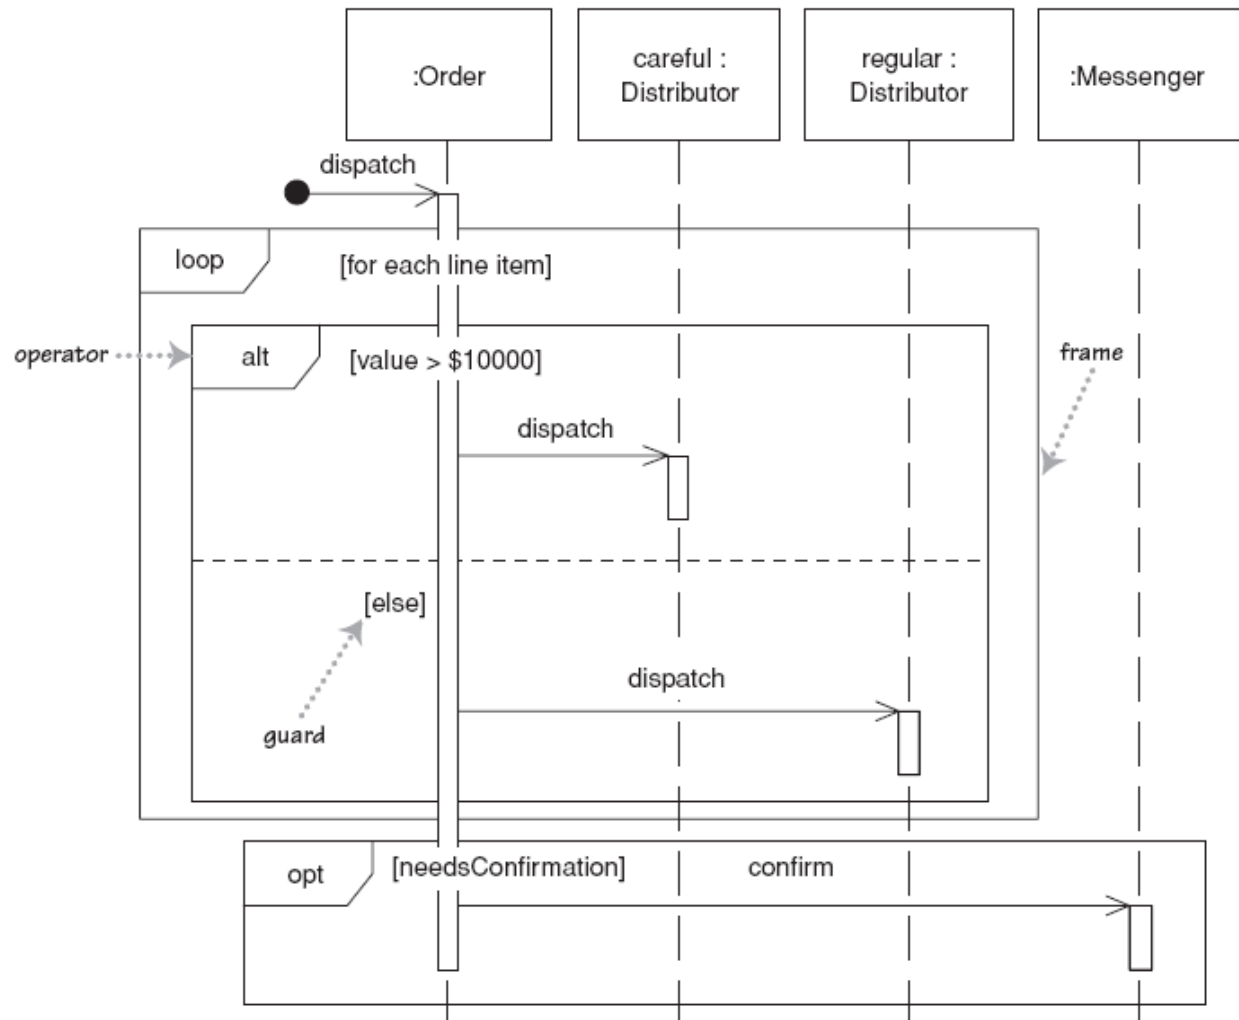 :Order
careful :
Distributor
regular :
Distributor
:Messenger
dispatch
loop
[for each line item]
operator
alt
[value > $10000]
frame
dispatch
[else]
dispatch
guard
opt
[needsConfirmation]
confirm